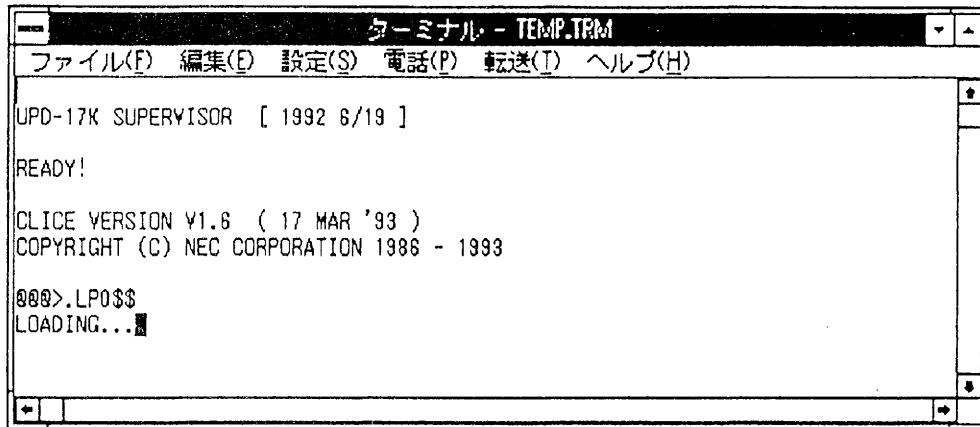 ターミナル - TEMP.TRM
ファイル(F) 編集(E) 設定(S) 電話(P) 転送(T) ヘルプ(H)
UPD-17K SUPERVISOR [ 1992 6/19 ]
READY!
CLICE VERSION V1.6 ( 17 MAR '93 )
COPYRIGHT (C) NEC CORPORATION 1986 - 1993
@@@>.LP0$$
LOADING...